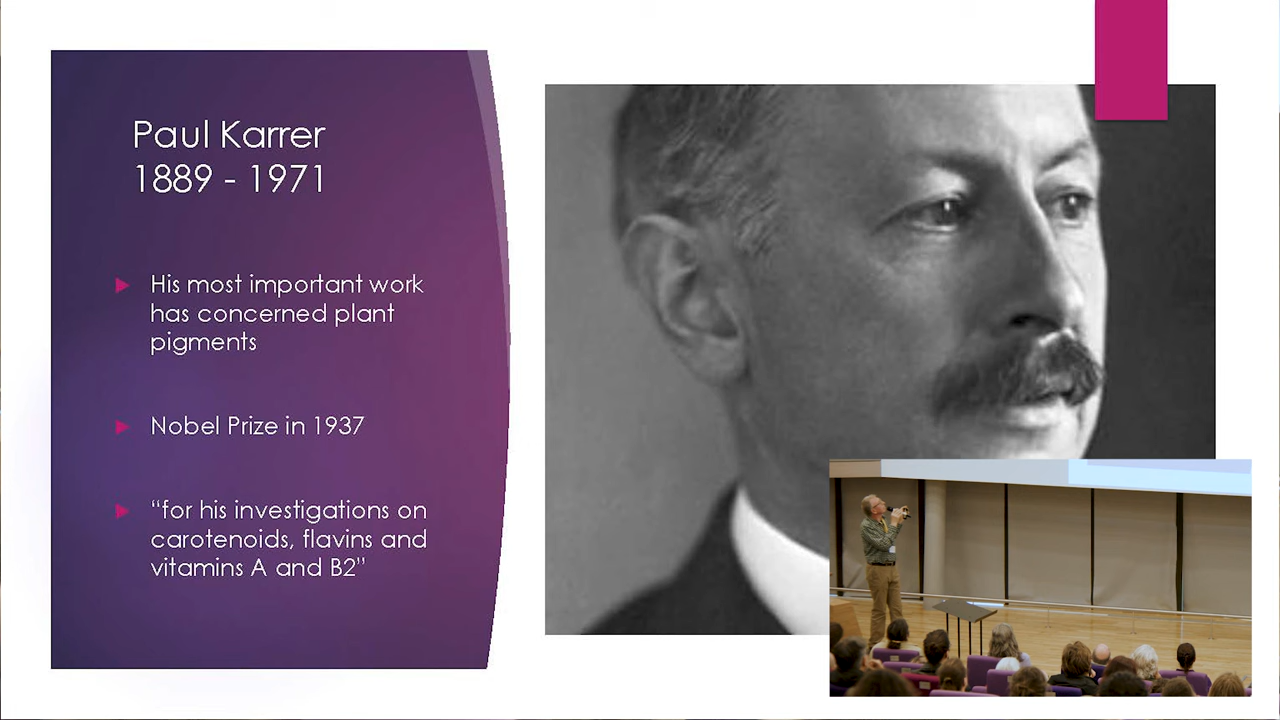 Paul Karrer
1889 - 1971
His most important work
has concerned plant
pigments
Nobel Prize in 1937
“for his investigations on
carotenoids, flavins and
vitamins A and B2”